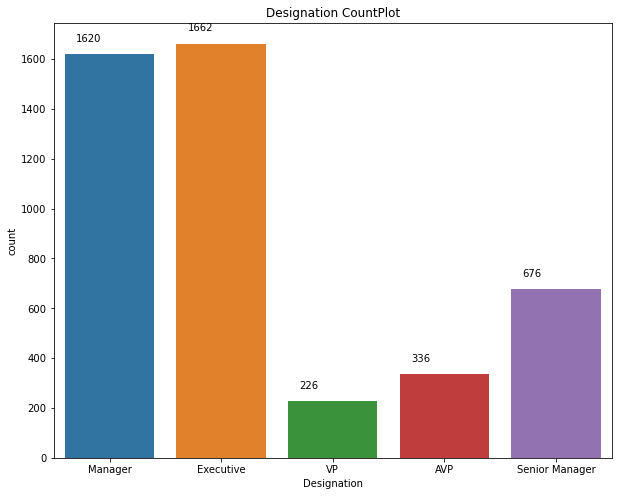 Designation CountPlot
1620
1662
226
336
676
1600
1400
1200
1000
800
600
400
200
0
count
Manager
Executive
VP
AVP
Senior Manager
Designation